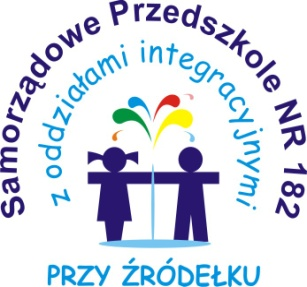 Samorządowe Przedszkole NR 182
z oddziałami integracyjnymi
PRZY ŹRÓDEŁKU